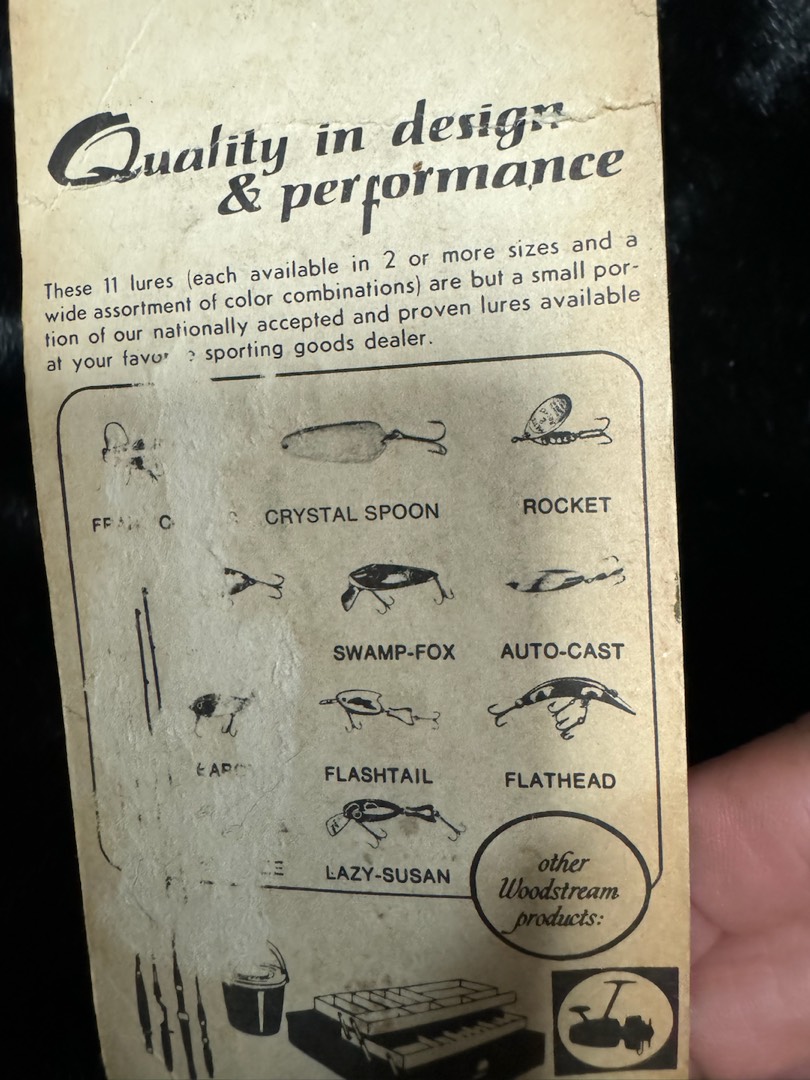 Quality in design
& performance
These 11 lures (each available in 2 or more sizes and a
wide assortment of color combinations) are but a small por-
tion of our nationally accepted and proven lures available
at your sporting goods dealer.
CRYSTAL SPOON
ROCKET
SWAMP-FOX
AUTO-CAST
FLASHTAIL
FLATHEAD
LAZY-SUSAN
other
Woodstream
products: